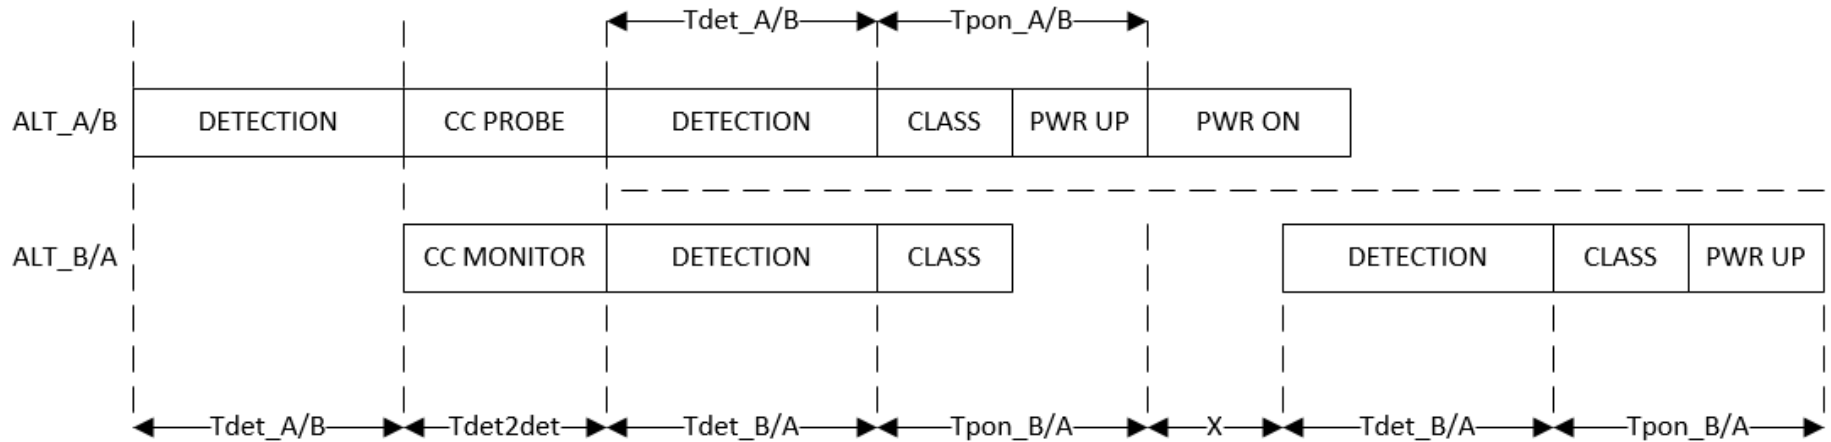 Tdet_A/B Tpon_A/B
ALT_A/B DETECTION CC PROBE DETECTION CLASS PWR UP PWR ON
ALT_B/A CC MONITOR DETECTION CLASS DETECTION CLASS PWR UP
Tdet_A/B Tdet2det Tdet_B/A Tpon_B/A X Tdet_B/A Tpon_B/A